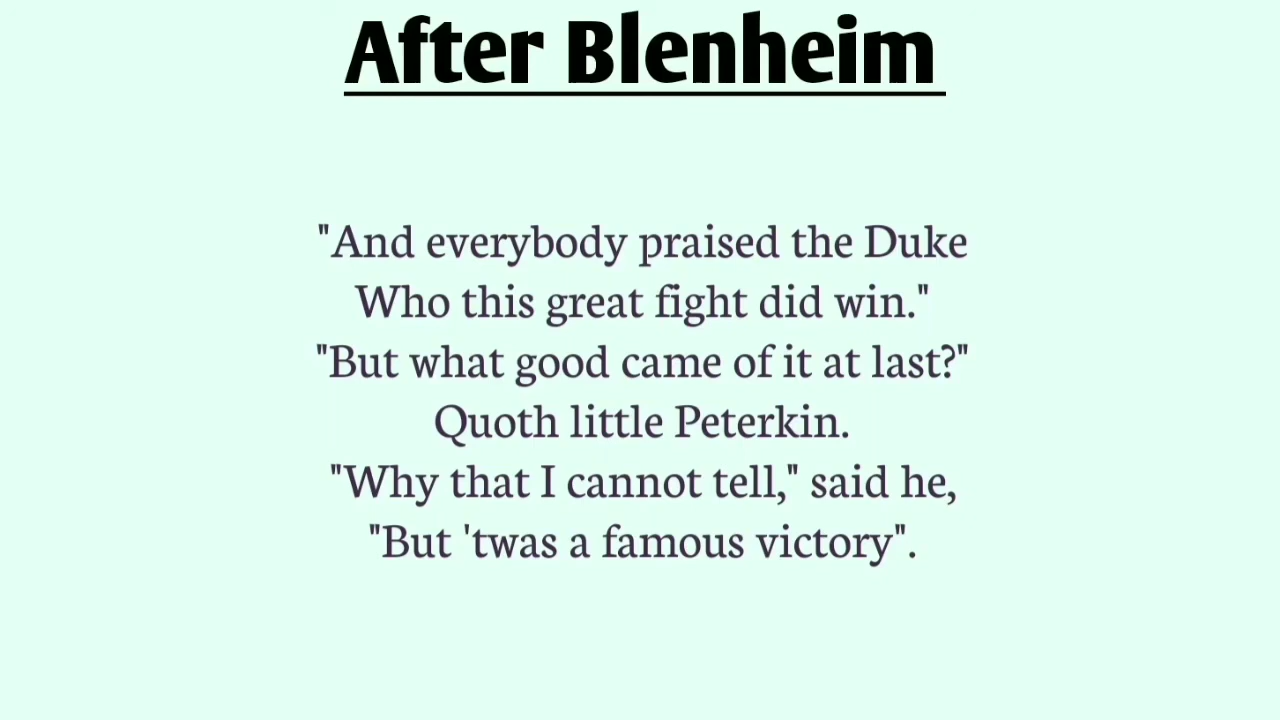 After Blenheim
"And everybody praised the Duke
Who this great fight did win."
"But what good came of it at last?"
Quoth little Peterkin.
"Why that I cannot tell," said he,
"But 'twas a famous victory".